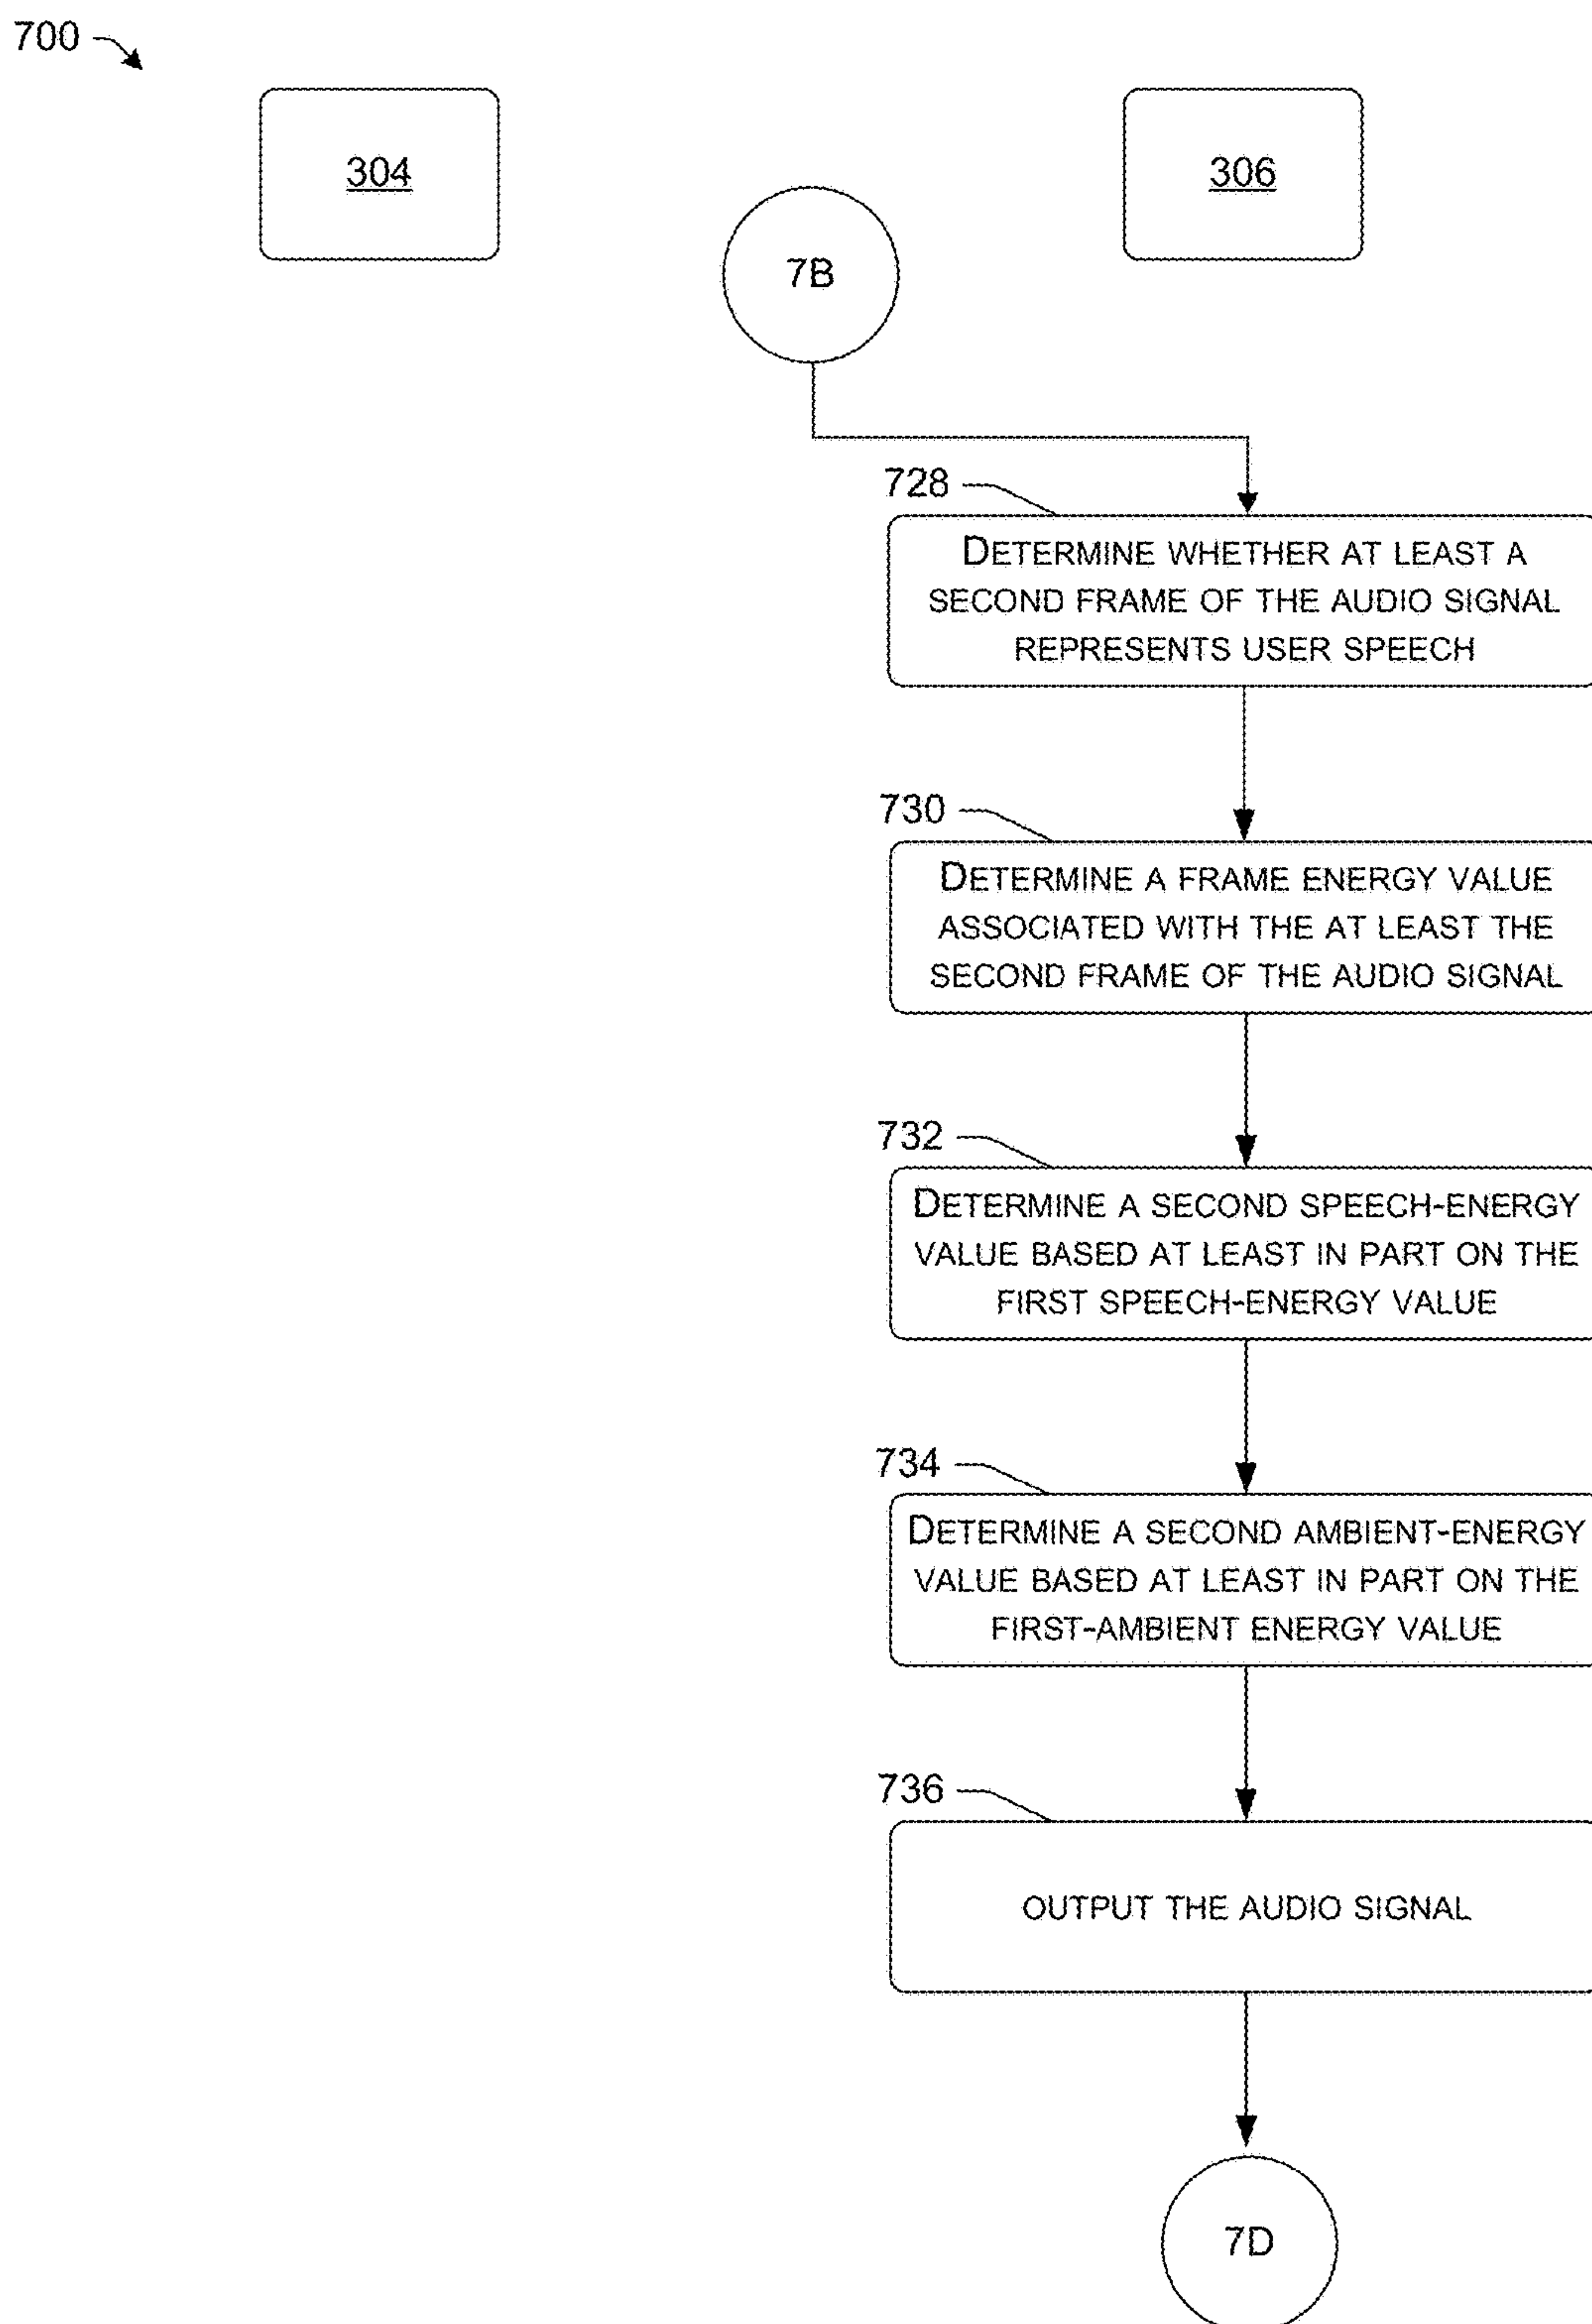 700
304
306
7B
728
DETERMINE WHETHER AT LEAST A
SECOND FRAME OF THE AUDIO SIGNAL
REPRESENTS USER SPEECH
730
DETERMINE A FRAME ENERGY VALUE
ASSOCIATED WITH THE AT LEAST THE
SECOND FRAME OF THE AUDIO SIGNAL
732
DETERMINE A SECOND SPEECH-ENERGY
VALUE BASED AT LEAST IN PART ON THE
FIRST SPEECH-ENERGY VALUE
734
DETERMINE A SECOND AMBIENT-ENERGY
VALUE BASED AT LEAST IN PART ON THE
FIRST-AMBIENT ENERGY VALUE
736
OUTPUT THE AUDIO SIGNAL
7D